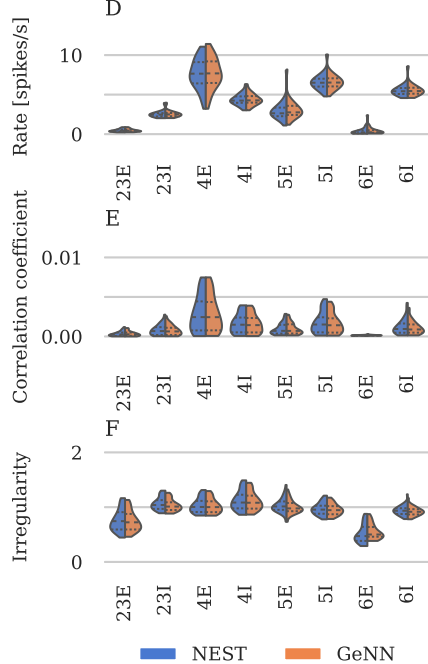 D
Rate [spikes/s]
10
0
23E 23I 4E 4I 5E 5I 6E 6I
E
Correlation coefficient
0.01
0.00
23E 23I 4E 4I 5E 5I 6E 6I
F
Irregularity
2
1
0
23E 23I 4E 4I 5E 5I 6E 6I
NEST GeNN